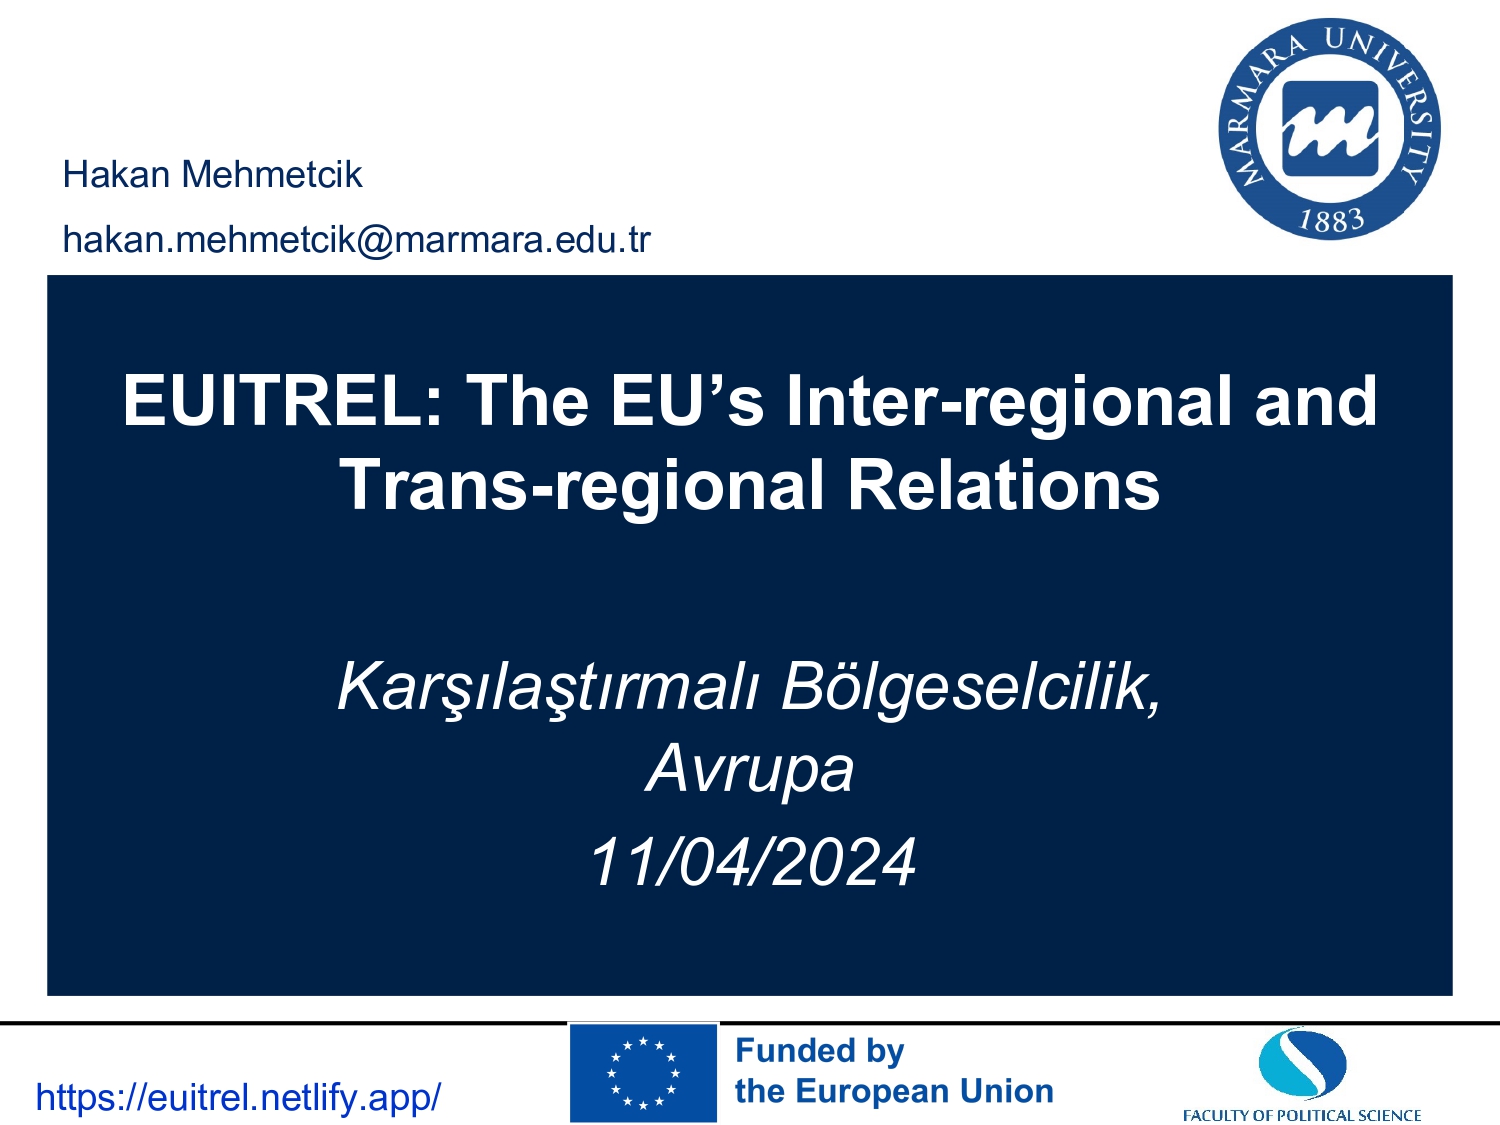 MARMARA UNIVERSITY
1883
Hakan Mehmetcik
hakan.mehmetcik@marmara.edu.tr
EUITREL: The EU’s Inter-regional and
Trans-regional Relations
Karşılaştırmalı Bölgeselcilik,
Avrupa
11/04/2024
https://euitrel.netlify.app/
Funded by
the European Union
FACULTY OF POLITICAL SCIENCE